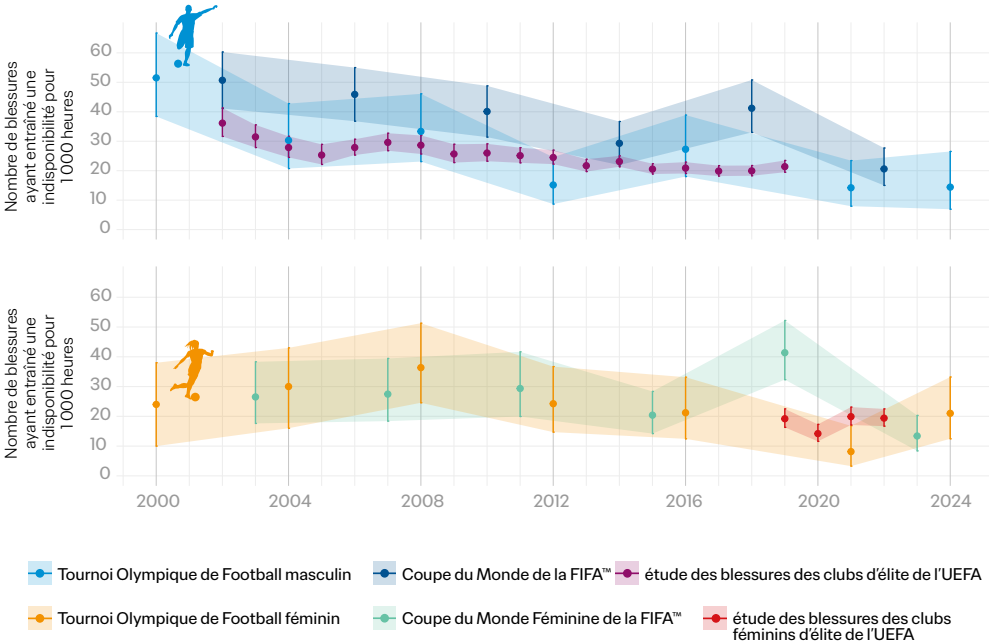 Nombre de blessures
ayant entraîné une
indisponibilité pour
1 000 heures
60
50
40
30
20
10
0
Nombre de blessures
ayant entraîné une
indisponibilité pour
1 000 heures
60
50
40
30
20
10
0
2000 2004 2008 2012 2016 2020 2024
Tournoi Olympique de Football masculin
Coupe du Monde de la FIFA™
étude des blessures des clubs d'élite de l'UEFA
Tournoi Olympique de Football féminin
Coupe du Monde Féminine de la FIFA™
étude des blessures des clubs
féminins d'élite de l'UEFA